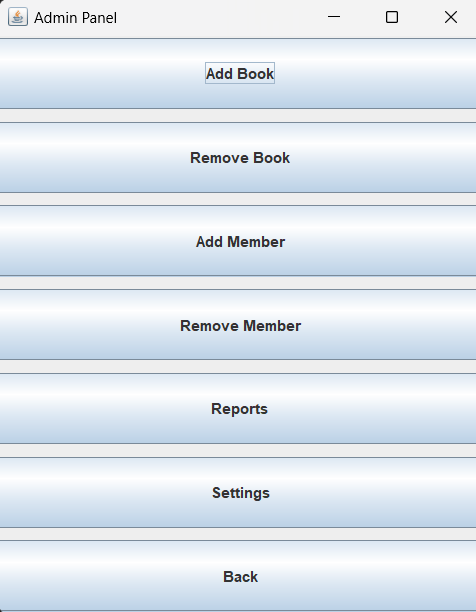 Admin Panel
Add Book
Remove Book
Add Member
Remove Member
Reports
Settings
Back